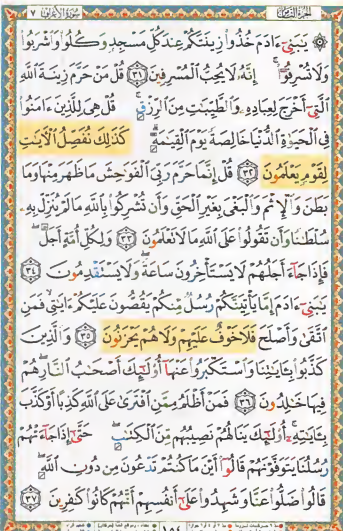 سورة الأعراف ٧
۞ يَٰبَنِىٓ ءَادَمَ خُذُوا۟ زِينَتَكُمْ عِندَ كُلِّ مَسْجِدٍ وَكُلُوا۟ وَٱشْرَبُوا۟
وَلَا تُسْرِفُوٓا۟ إِنَّهُۥ لَا يُحِبُّ ٱلْمُسْرِفِينَ ٣١ قُلْ مَنْ حَرَّمَ زِينَةَ ٱللَّهِ
ٱلَّتِىٓ أَخْرَجَ لِعِبَادِهِۦ وَٱلطَّيِّبَٰتِ مِنَ ٱلرِّزْقِ قُلْ هِىَ لِلَّذِينَ ءَامَنُوا۟
فِى ٱلْحَيَوٰةِ ٱلدُّنْيَا خَالِصَةً يَوْمَ ٱلْقِيَٰمَةِ كَذَٰلِكَ نُفَصِّلُ ٱلْءَايَٰتِ
لِقَوْمٍ يَعْلَمُونَ ٣٢ قُلْ إِنَّمَا حَرَّمَ رَبِّىَ ٱلْفَوَٰحِشَ مَا ظَهَرَ مِنْهَا وَمَا
بَطَنَ وَٱلْإِثْمَ وَٱلْبَغْىَ بِغَيْرِ ٱلْحَقِّ وَأَن تُشْرِكُوا۟ بِٱللَّهِ مَا لَمْ يُنَزِّلْ بِهِۦ
سُلْطَٰنًا وَأَن تَقُولُوا۟ عَلَى ٱللَّهِ مَا لَا تَعْلَمُونَ ٣٣ وَلِكُلِّ أُمَّةٍ أَجَلٌ
فَإِذَا جَآءَ أَجَلُهُمْ لَا يَسْتَأْخِرُونَ سَاعَةً وَلَا يَسْتَقْدِمُونَ ٣٤
يَٰبَنِىٓ ءَادَمَ إِمَّا يَأْتِيَنَّكُمْ رُسُلٌ مِّنكُمْ يَقُصُّونَ عَلَيْكُمْ ءَايَٰتِى فَمَنِ
ٱتَّقَىٰ وَأَصْلَحَ فَلَا خَوْفٌ عَلَيْهِمْ وَلَا هُمْ يَحْزَنُونَ ٣٥ وَٱلَّذِينَ
كَذَّبُوا۟ بِـَٔايَٰتِنَا وَٱسْتَكْبَرُوا۟ عَنْهَآ أُو۟لَٰٓئِكَ أَصْحَٰبُ ٱلنَّارِ هُمْ
فِيهَا خَٰلِدُونَ ٣٦ فَمَنْ أَظْلَمُ مِمَّنِ ٱفْتَرَىٰ عَلَى ٱللَّهِ كَذِبًا أَوْ كَذَّبَ
بِـَٔايَٰتِهِۦٓ أُو۟لَٰٓئِكَ يَنَالُهُمْ نَصِيبُهُم مِّنَ ٱلْكِتَٰبِ حَتَّىٰٓ إِذَا جَآءَتْهُمْ
رُسُلُنَا يَتَوَفَّوْنَهُمْ قَالُوٓا۟ أَيْنَ مَا كُنتُمْ تَدْعُونَ مِن دُونِ ٱللَّهِ
قَالُوا۟ ضَلُّوا۟ عَنَّا وَشَهِدُوا۟ عَلَىٰٓ أَنفُسِهِمْ أَنَّهُمْ كَانُوا۟ كَٰفِرِينَ ٣٧
١٥٤